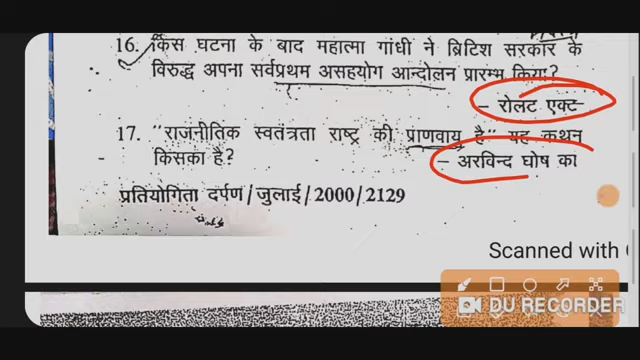 16. किस घटना के बाद महात्मा गांधी ने ब्रिटिश सरकार के
विरुद्ध अपना सर्वप्रथम असहयोग आन्दोलन प्रारम्भ किया?
– रोलट एक्ट
17. "राजनीतिक स्वतंत्रता राष्ट्र की प्राणवायु है" यह कथन
किसका है?
– अरविन्द घोष का
प्रतियोगिता दर्पण/जुलाई/2000/2129
Scanned with
DU RECORDER